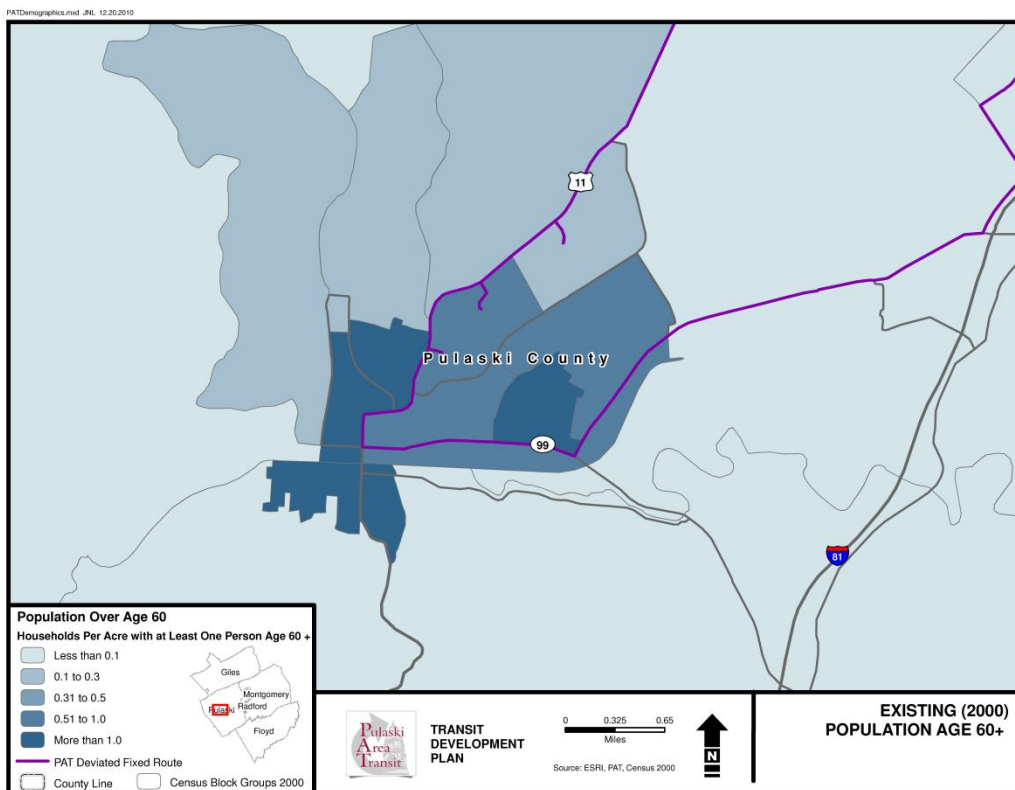 PATDemographics.mxd JNL 12.20.2010
11
Pulaski County
99
81
Population Over Age 60
Households Per Acre with at Least One Person Age 60 +
Less than 0.1
0.1 to 0.3
0.31 to 0.5
0.51 to 1.0
More than 1.0
PAT Deviated Fixed Route
County Line
Census Block Groups 2000
Giles
Montgomery
Pulaski
Radford
Floyd
Pulaski
Area
Transit
TRANSIT
DEVELOPMENT
PLAN
0 0.325 0.65
Miles
Source: ESRI, PAT, Census 2000
N
EXISTING (2000)
POPULATION AGE 60+